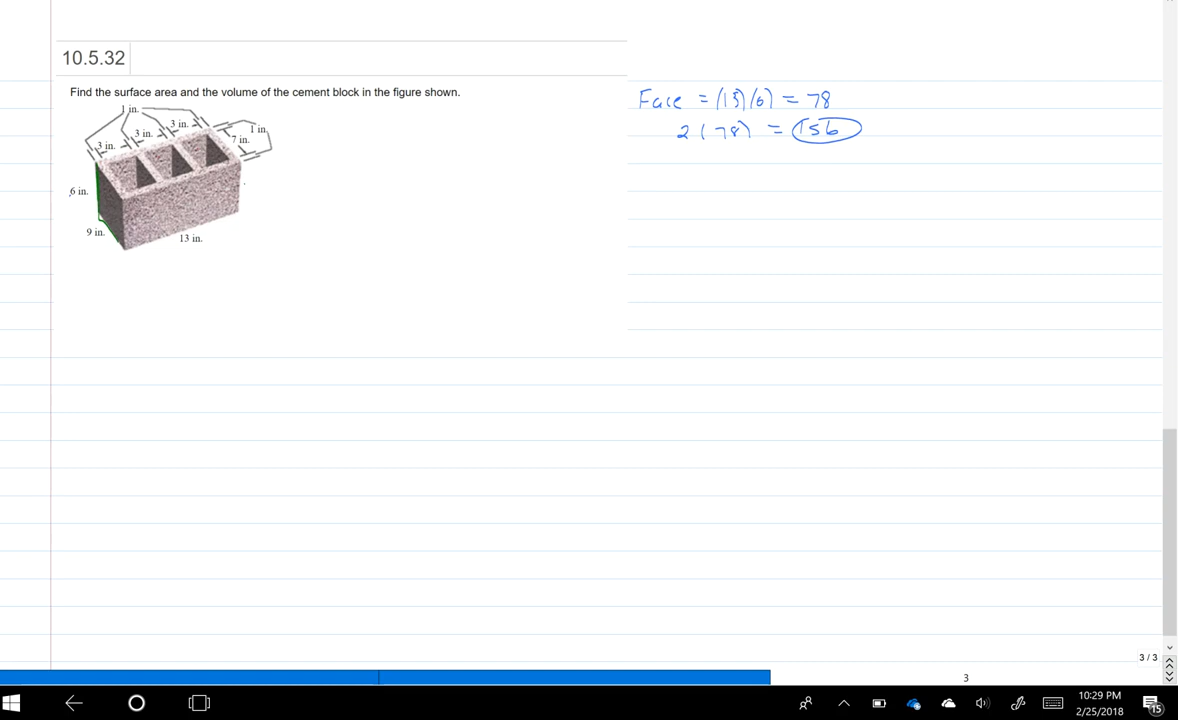 10.5.32
Find the surface area and the volume of the cement block in the figure shown.
Face = (13)(6) = 78
2(78) = 156
1 in.
3 in.
3 in.
3 in.
1 in.
7 in.
6 in.
9 in.
13 in.
3 / 3
3
10:29 PM
2/25/2018
15